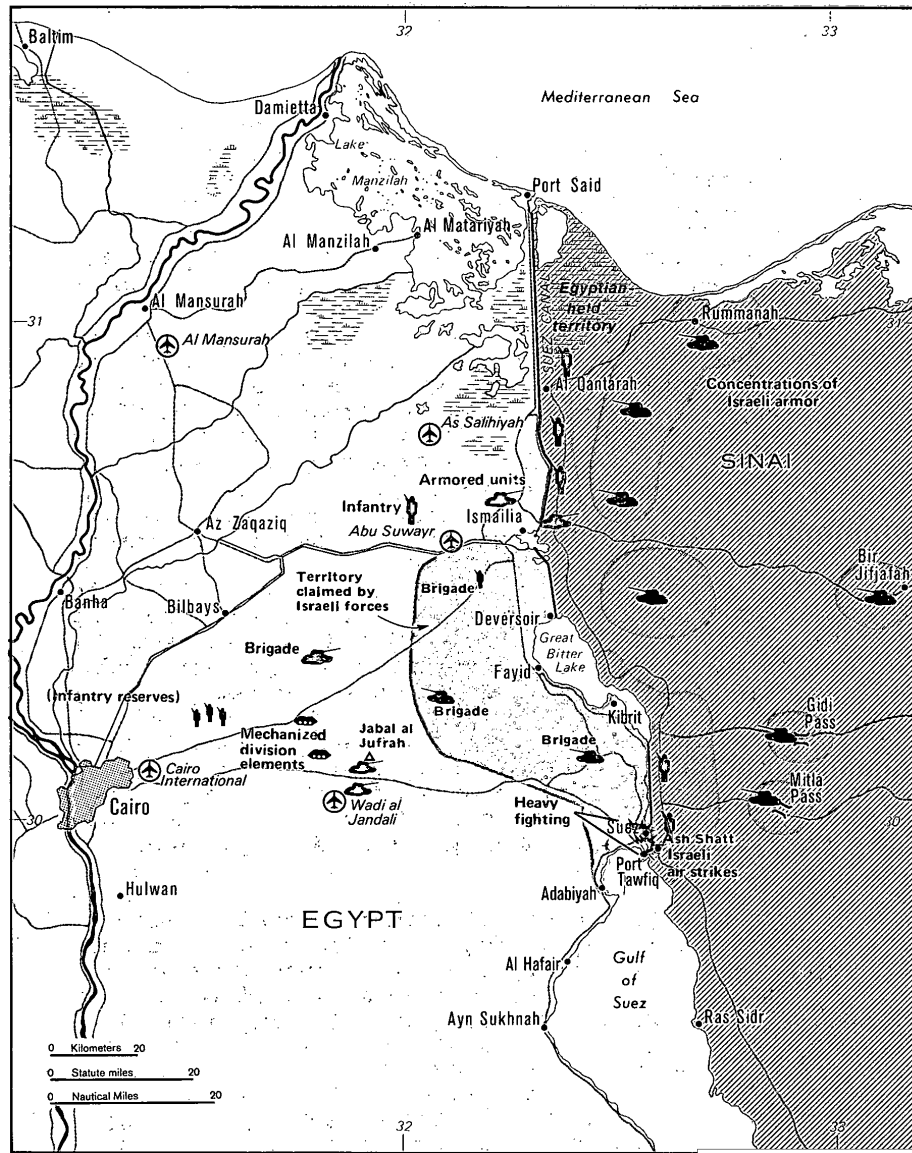 32
33
Baltim
Mediterranean Sea
Damietta
Lake
Manzilah
Port Said
Al Matariyah
Al Manzilah
Egyptian
held
territory
Al Mansurah
31
Rummanah
31
SUEZ
Al Mansurah
Al Qantarah
Concentrations of
Israeli armor
As Salihiyah
SINAI
Armored units
Infantry
Ismailia
Az Zaqaziq
Abu Suwayr
Bir
Jifjafah
Territory
claimed by
Israeli forces
Brigade
Banha
Bilbays
Deversoir
Great
Bitter
Lake
Brigade
Fayid
(Infantry reserves)
Kibrit
Gidi
Pass
Brigade
Mechanized
division
elements
Jabal al
Jufrah
Brigade
Cairo
International
Mitla
Pass
Cairo
Wadi al
Jandali
Heavy
fighting
30
30
Suez
Ash Shatt
Israeli
air strikes
Port
Tawfiq
Hulwan
Adabiyah
EGYPT
Al Hafair
Gulf
of
Suez
Ayn Sukhnah
Ras Sidr
0 Kilometers 20
0 Statute miles 20
0 Nautical Miles 20
32
33